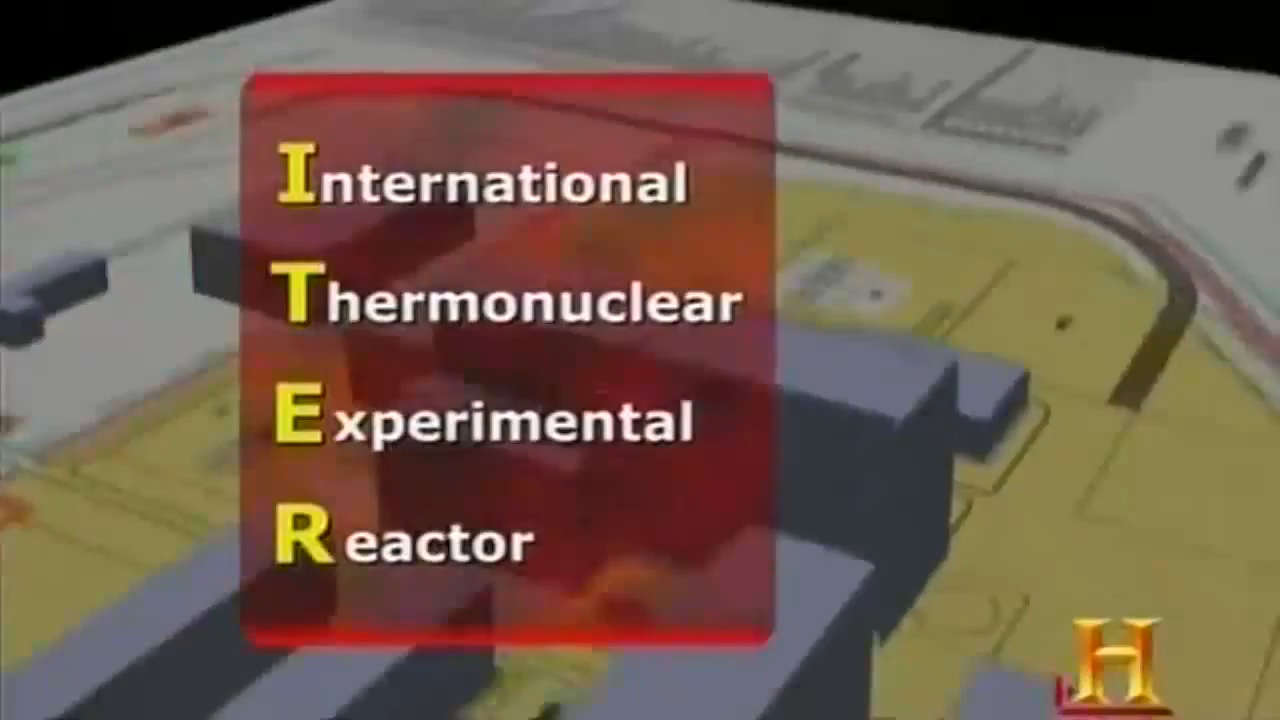 International
Thermonuclear
Experimental
Reactor
H